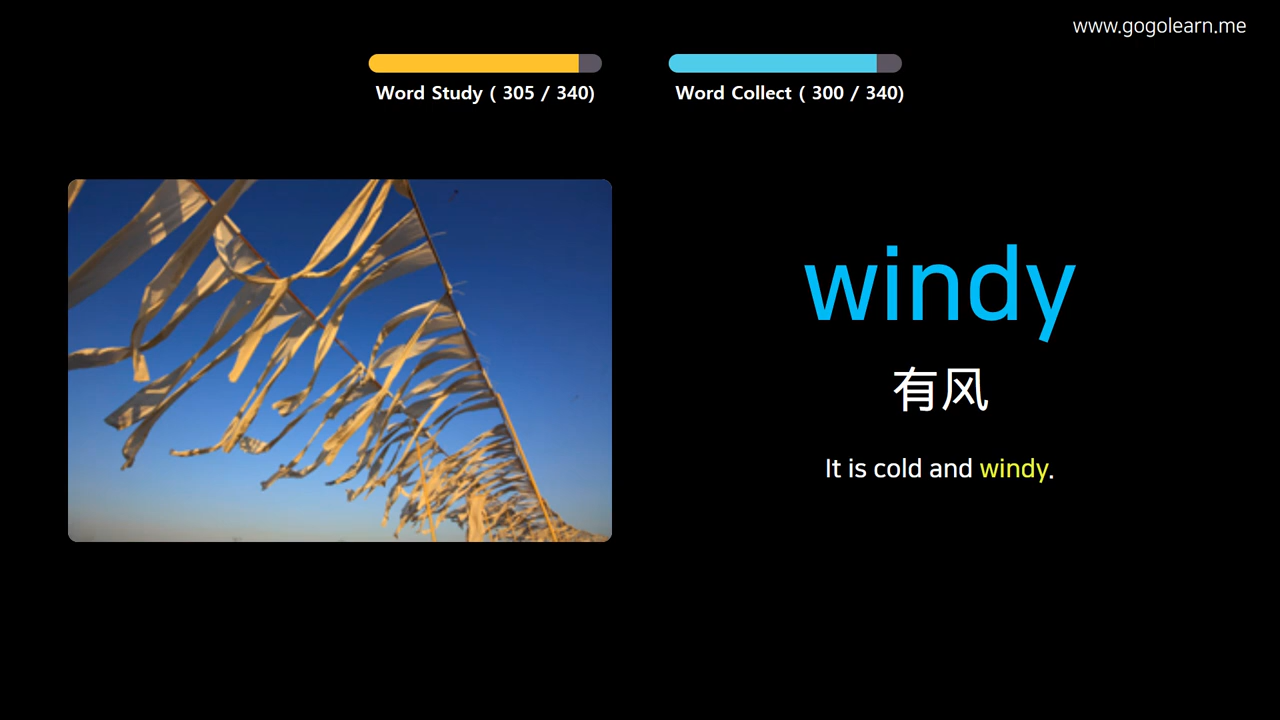 www.gogolearn.me
Word Study ( 305 / 340)
Word Collect ( 300 / 340)
windy
有风
It is cold and windy.